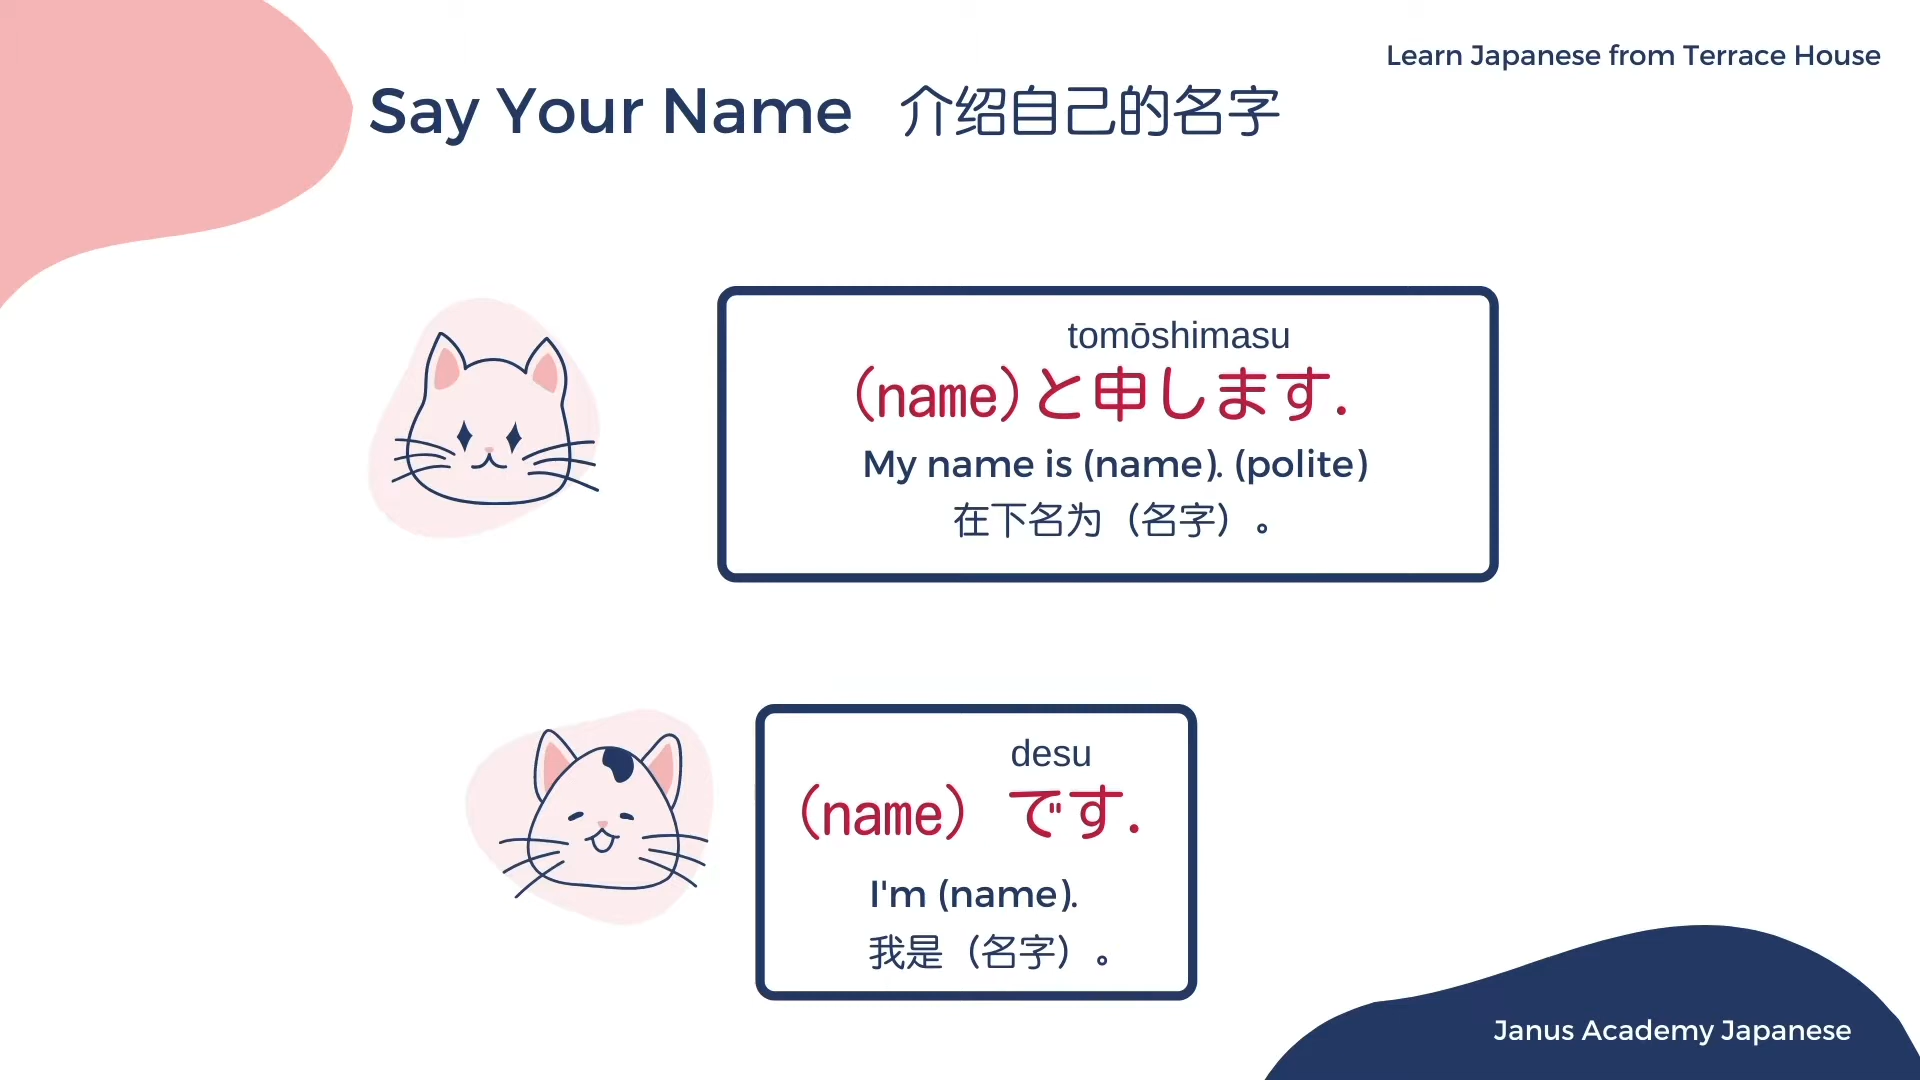 Learn Japanese from Terrace House
Say Your Name 介绍自己的名字
tomōshimasu
(name)と申します.
My name is (name). (polite)
在下名为（名字）。
desu
(name) です.
I'm (name).
我是（名字）。
Janus Academy Japanese